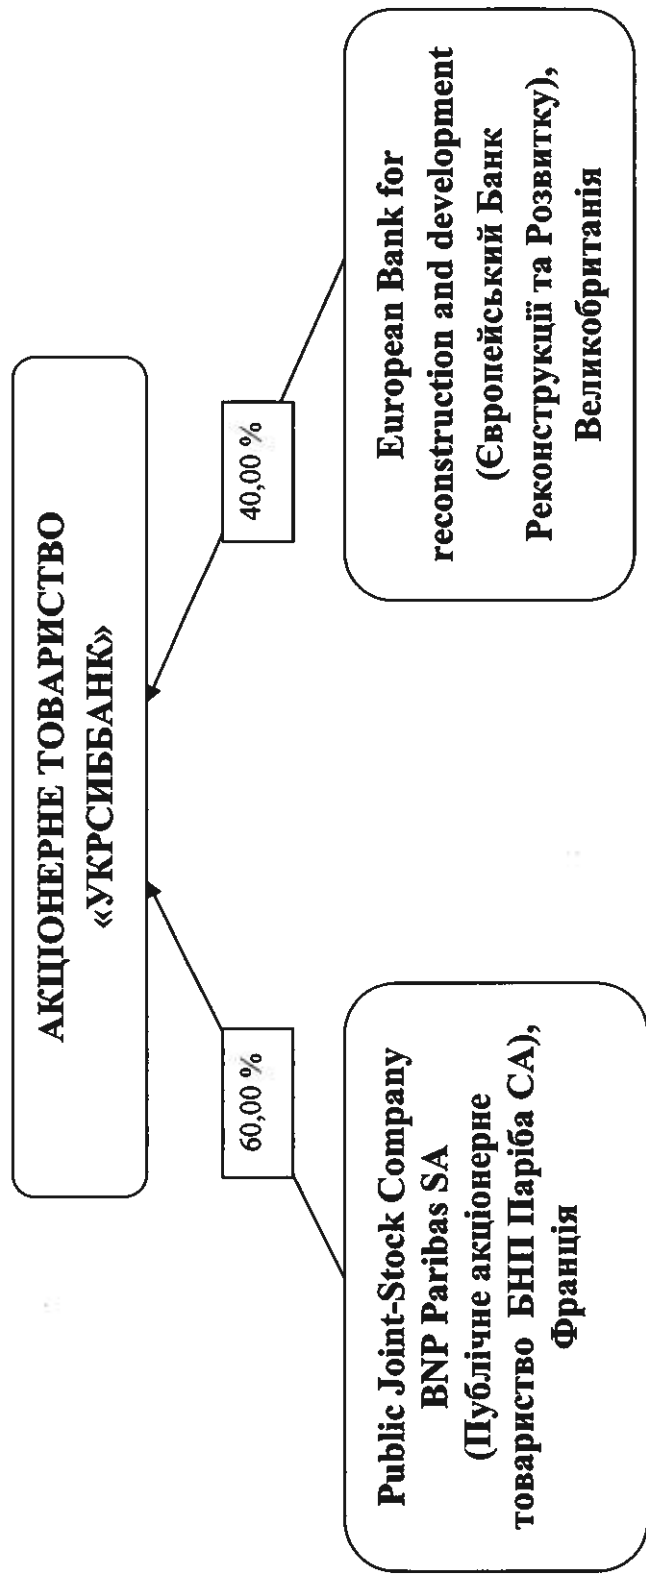 АКЦІОНЕРНЕ ТОВАРИСТВО
«УКРСИББАНК»
60,00 %
40,00 %
Public Joint-Stock Company
BNP Paribas SA
(Публічне акціонерне
товариство БНП Паріба СА),
Франція
European Bank for
reconstruction and development
(Європейський Банк
Реконструкції та Розвитку),
Великобританія